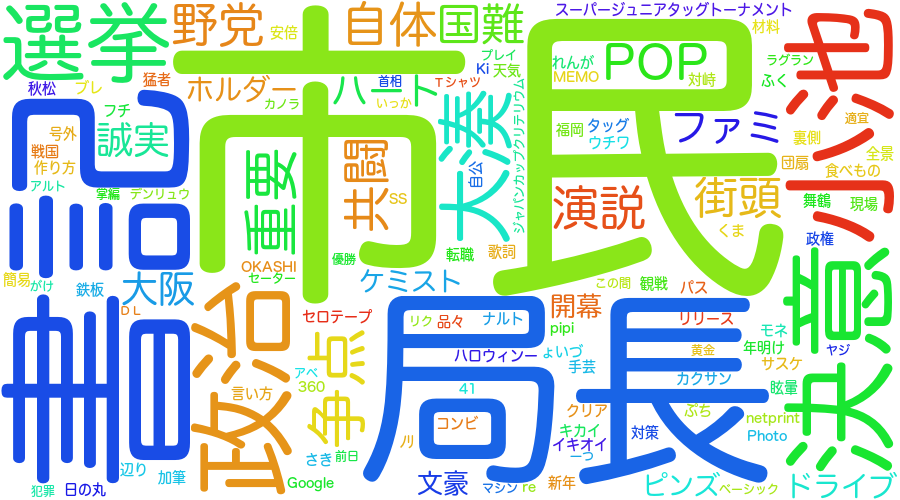 選挙
野党
安倍
自体
国難
スーパージュニアタッグトーナメント
材料
小池
市民
POP
プレイ
Ki
天気
れんが
MEMO
対峙
ラグラン
ふく
猛者
秋松
ブレ
ホルダー
カノラ
ハート
首相
いっか
Tシャツ
フチ
号外
誠実
戦国
作り方
アルト
掌編
デンリュウ
書記
重要
共闘
SS
大湊
自公
ジャパンカップクリテリウム
福岡
タッグ
ウチワ
ファミ
裏側
適宜
団扇
食べもの
全景
演説
街頭
くま
舞鶴
現場
政権
OKASHI
セーター
優勝
転職
歌詞
簡易
がけ
鉄板
DL
大阪
政治
ケミスト
この間
観戦
パス
決意
セロテープ
争点
局長
リク
品々
ナルト
開幕
pipi
リリース
モネ
年明け
ヤジ
黄金
サスケ
アベ
360
言い方
ハロウィンソー
ょいづ
手芸
カクサン
眩暈
41
コンビ
クリア
ぷち
キカイ
イキオイ
一つ
対策
netprint
Photo
辺り
加筆
さき
前日
Google
犯罪
日の丸
文豪
マシン
re
新年
ピンズ
ベーシック
ドライブ